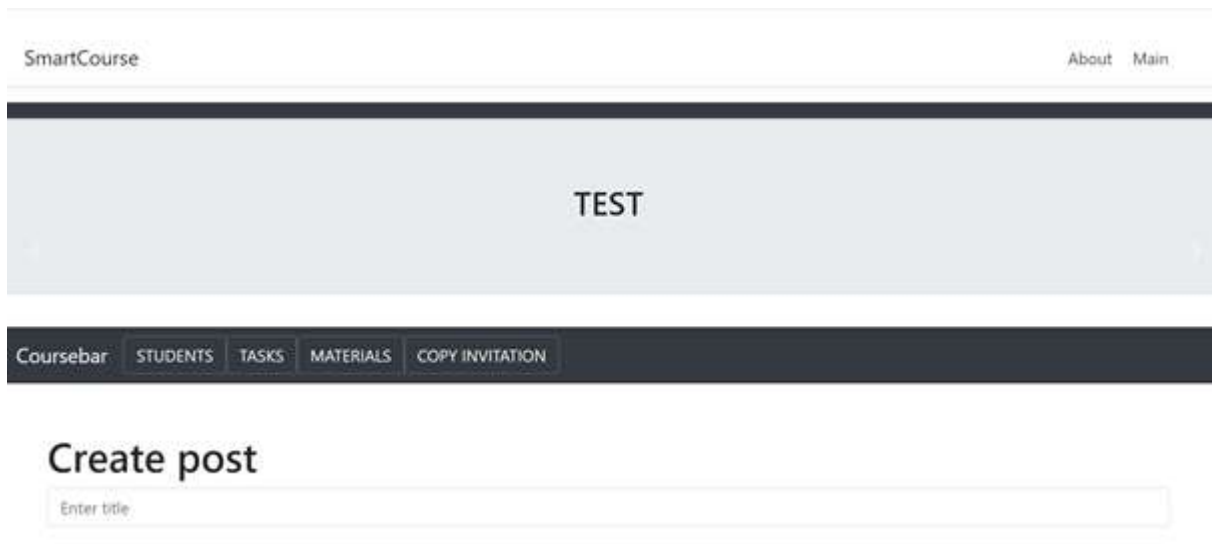 SmartCourse About Main
TEST
Coursebar STUDENTS TASKS MATERIALS COPY INVITATION
Create post
Enter title